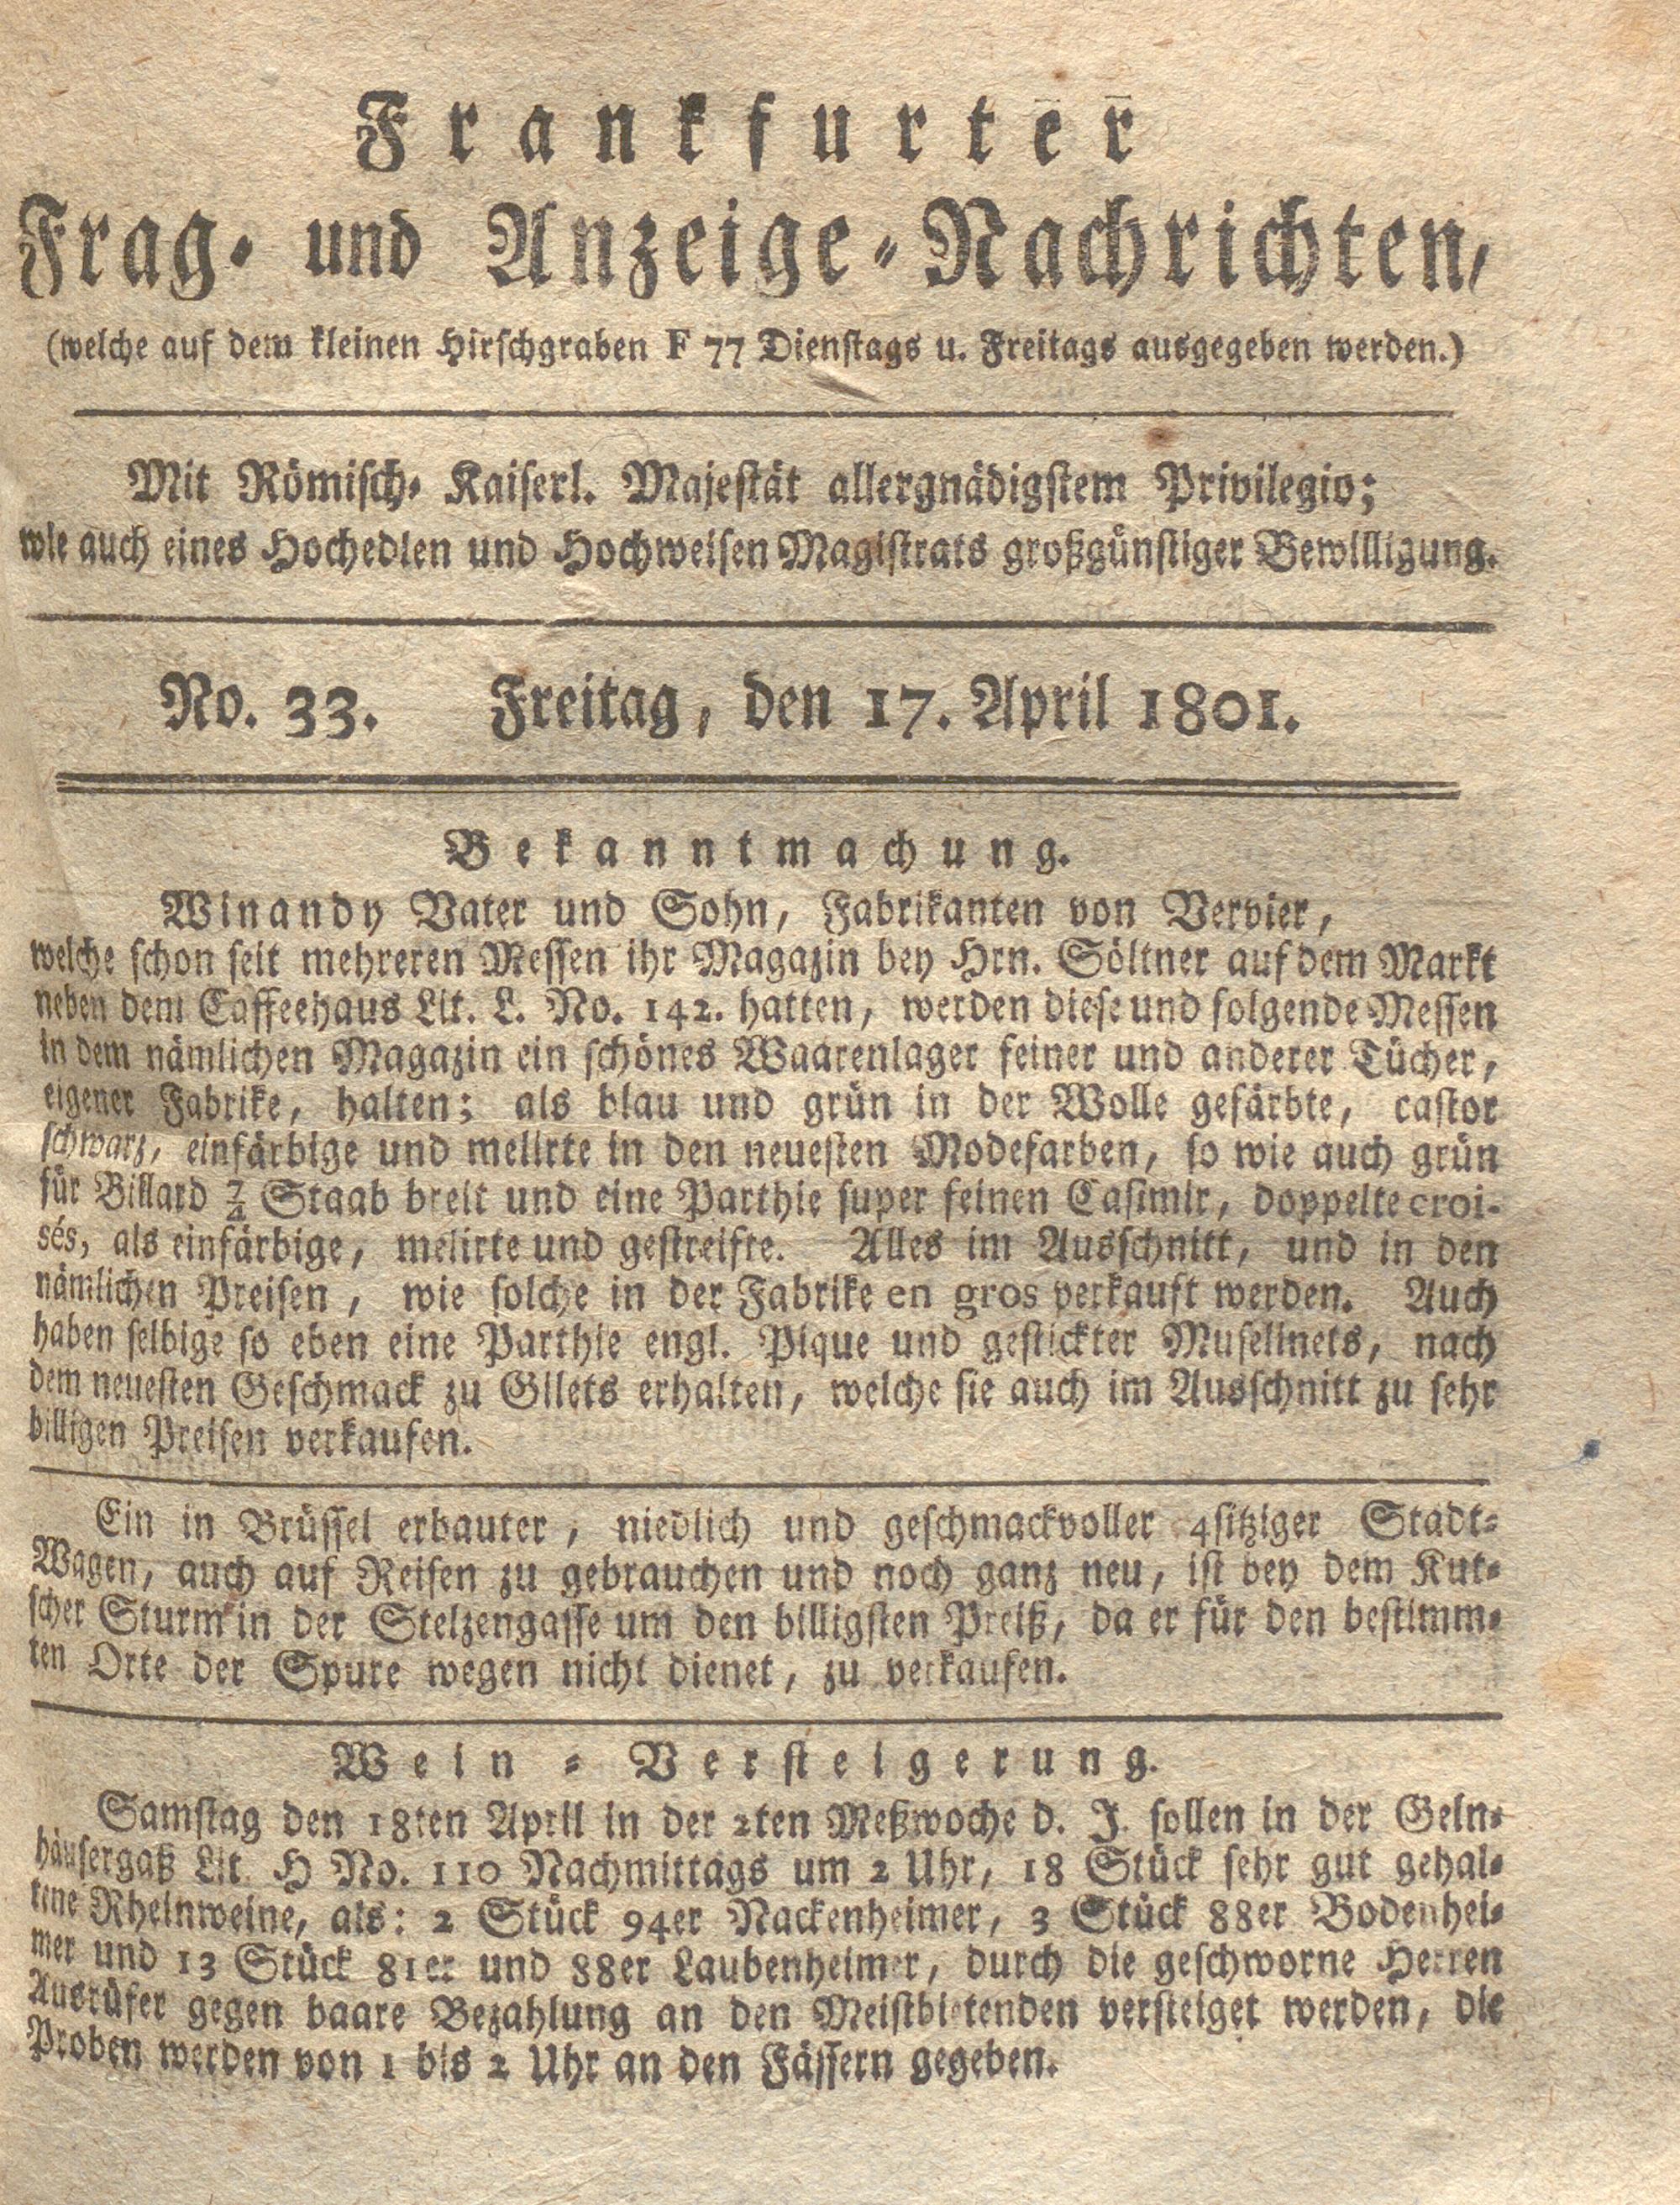 Frankfurter
Frag- und Anzeige-Nachrichten,
(welche auf dem kleinen Hirschgraben F 77 Dienstags u. Freitags ausgegeben werden.)
Mit Römisch- Kaiserl. Majestät allergnädigstem Privilegio;
wie auch eines Hochedlen und Hochweisen Magistrats großgünstiger Bewilligung.
No. 33. Freitag, den 17. April 1801.
Bekanntmachung.
Winandy Vater und Sohn, Fabrikanten von Vervier,
welche schon seit mehreren Messen ihr Magazin bey Hrn. Söltner auf dem Markt
neben dem Caffeehaus Lit. L. No. 142. hatten, werden diese und folgende Messen
in dem nämlichen Magazin ein schönes Waarenlager feiner und anderer Tücher,
eigener Fabrike, halten; als blau und grün in der Wolle gefärbte, castor
schwarz, einfärbige und melirte in den neuesten Modefarben, so wie auch grün
für Billard 7/4 Staab breit und eine Parthie super feinen Casimir, doppelte croi-
sés, als einfärbige, melirte und gestreifte. Alles im Ausschnitt, und in den
nämlichen Preisen, wie solche in der Fabrike en gros verkauft werden. Auch
haben selbige so eben eine Parthie engl. Pique und gestickter Muselinets, nach
dem neuesten Geschmack zu Gilets erhalten, welche sie auch im Ausschnitt zu sehr
billigen Preisen verkaufen.
Ein in Brüssel erbauter, niedlich und geschmackvoller 4sitziger Stadt-
Wagen, auch auf Reisen zu gebrauchen und noch ganz neu, ist bey dem Kut-
scher Sturm in der Stelzengasse um den billigsten Preiß, da er für den bestimm-
ten Orte der Spure wegen nicht dienet, zu verkaufen.
Wein-Versteigerung.
Samstag den 18ten April in der 2ten Meßwoche d. J. sollen in der Geln-
häusergaß Lit. H No. 110 Nachmittags um 2 Uhr, 18 Stück sehr gut gehal-
tene Rheinweine, als: 2 Stück 94er Nackenheimer, 3 Stück 88er Bodenhei-
mer und 13 Stück 81er und 88er Laubenheimer, durch die geschworne Herren
Ausrüfer gegen baare Bezahlung an den Meistbietenden versteiget werden, die
Proben werden von 1 bis 2 Uhr an den Fässern gegeben.